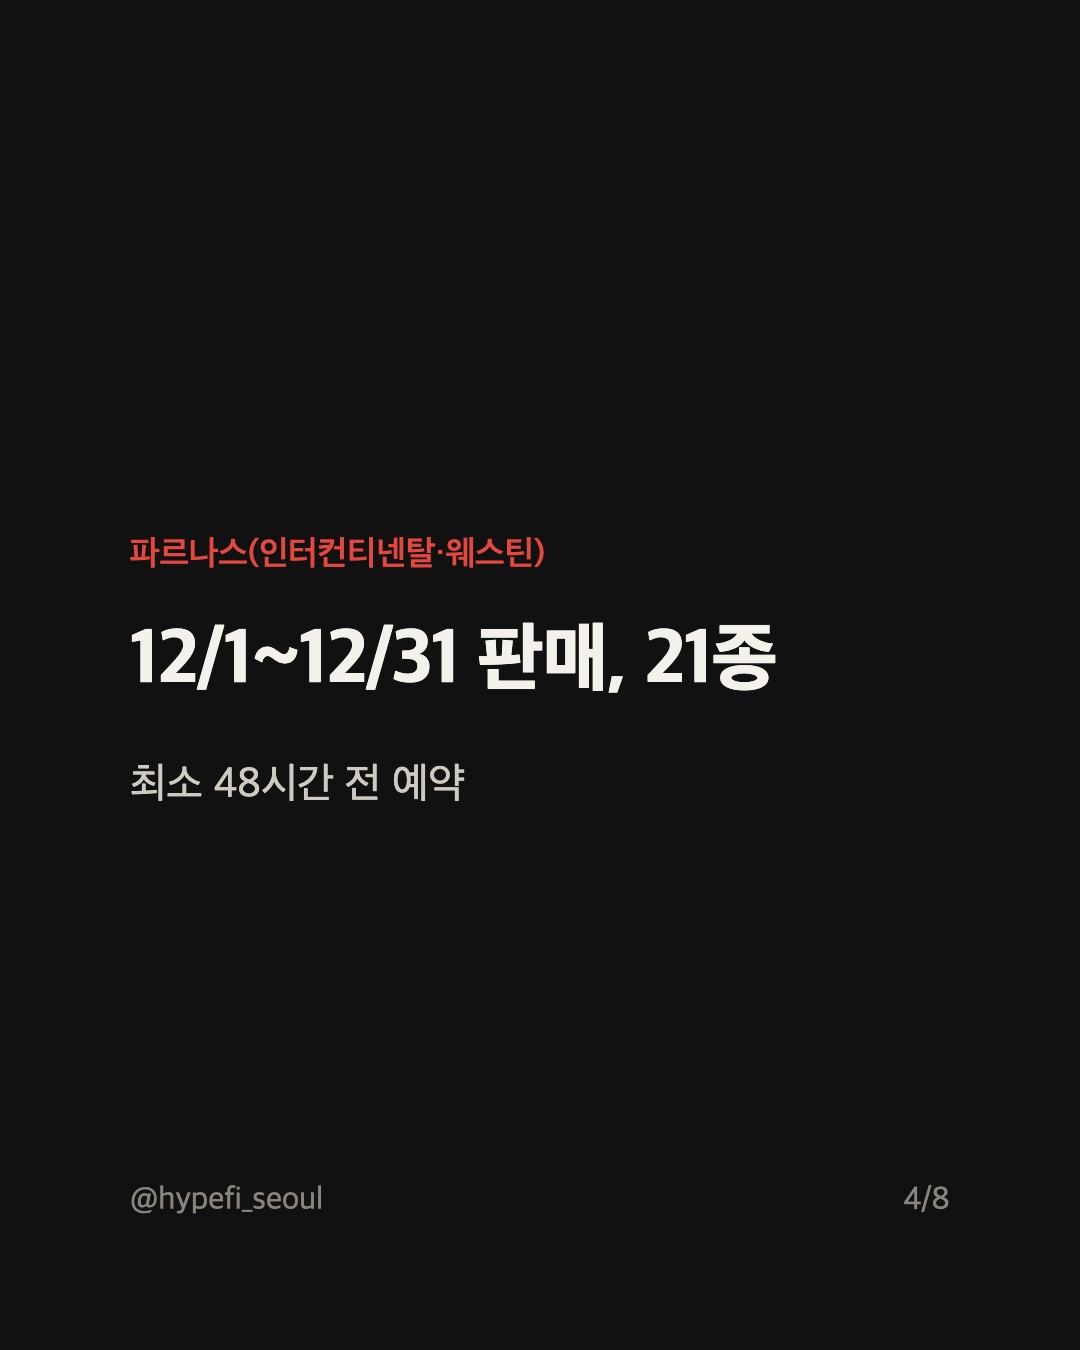 파르나스(인터컨티넨탈·웨스틴)
12/1~12/31 판매, 21종
최소 48시간 전 예약
@hypefi_seoul
4/8